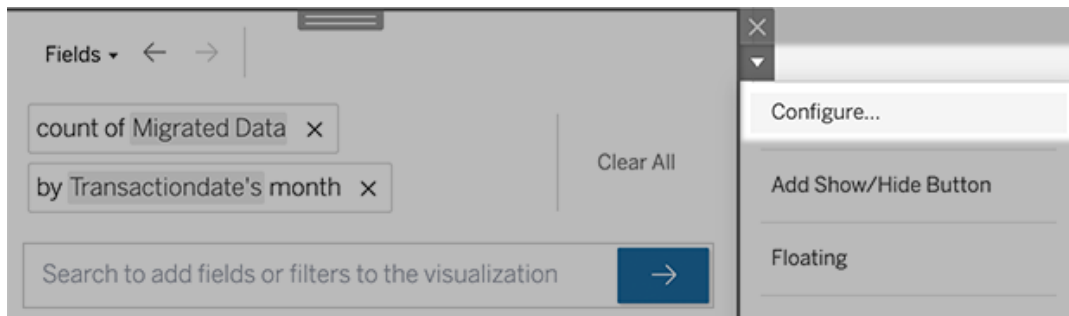 Fields
count of Migrated Data
by Transactiondate's month
Clear All
Search to add fields or filters to the visualization
Configure...
Add Show/Hide Button
Floating